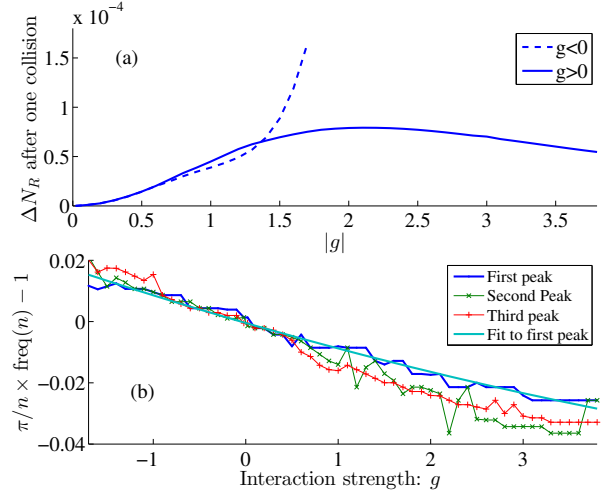 x 10⁻⁴
1.5
1
0.5
0
(a)
g<0
g>0
ΔN_R after one collision
0 0.5 1 1.5 2 2.5 3 3.5
|g|
0.02
0
−0.02
−0.04
(b)
First peak
Second Peak
Third peak
Fit to first peak
π/n × freq(n) − 1
−1 0 1 2 3
Interaction strength: g